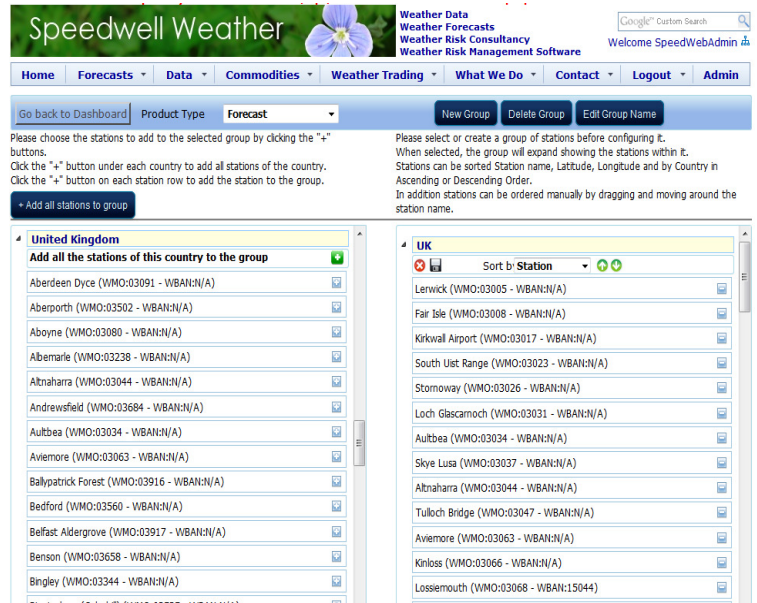 Speedwell Weather
Weather Data
Weather Forecasts
Weather Risk Consultancy
Weather Risk Management Software
Google™ Custom Search
Welcome SpeedWebAdmin
Home Forecasts Data Commodities Weather Trading What We Do Contact Logout Admin
Go back to Dashboard Product Type Forecast New Group Delete Group Edit Group Name
Please choose the stations to add to the selected group by clicking the "+"
buttons.
Click the "+" button under each country to add all stations of the country.
Click the "+" button on each station row to add the station to the group.
+ Add all stations to group
Please select or create a group of stations before configuring it.
When selected, the group will expand showing the stations within it.
Stations can be sorted Station name, Latitude, Longitude and by Country in
Ascending or Descending Order.
In addition stations can be ordered manually by dragging and moving around the
station name.
United Kingdom
Add all the stations of this country to the group
Aberdeen Dyce (WMO:03091 - WBAN:N/A)
Aberporth (WMO:03502 - WBAN:N/A)
Aboyne (WMO:03080 - WBAN:N/A)
Albemarle (WMO:03238 - WBAN:N/A)
Altnaharra (WMO:03044 - WBAN:N/A)
Andrewsfield (WMO:03684 - WBAN:N/A)
Aultbea (WMO:03034 - WBAN:N/A)
Aviemore (WMO:03063 - WBAN:N/A)
Ballypatrick Forest (WMO:03916 - WBAN:N/A)
Bedford (WMO:03560 - WBAN:N/A)
Belfast Aldergrove (WMO:03917 - WBAN:N/A)
Benson (WMO:03658 - WBAN:N/A)
Bingley (WMO:03344 - WBAN:N/A)
UK
Sort by Station
Lerwick (WMO:03005 - WBAN:N/A)
Fair Isle (WMO:03008 - WBAN:N/A)
Kirkwall Airport (WMO:03017 - WBAN:N/A)
South Uist Range (WMO:03023 - WBAN:N/A)
Stornoway (WMO:03026 - WBAN:N/A)
Loch Glascarnoch (WMO:03031 - WBAN:N/A)
Aultbea (WMO:03034 - WBAN:N/A)
Skye Lusa (WMO:03037 - WBAN:N/A)
Altnaharra (WMO:03044 - WBAN:N/A)
Tulloch Bridge (WMO:03047 - WBAN:N/A)
Aviemore (WMO:03063 - WBAN:N/A)
Kinloss (WMO:03066 - WBAN:N/A)
Lossiemouth (WMO:03068 - WBAN:15044)